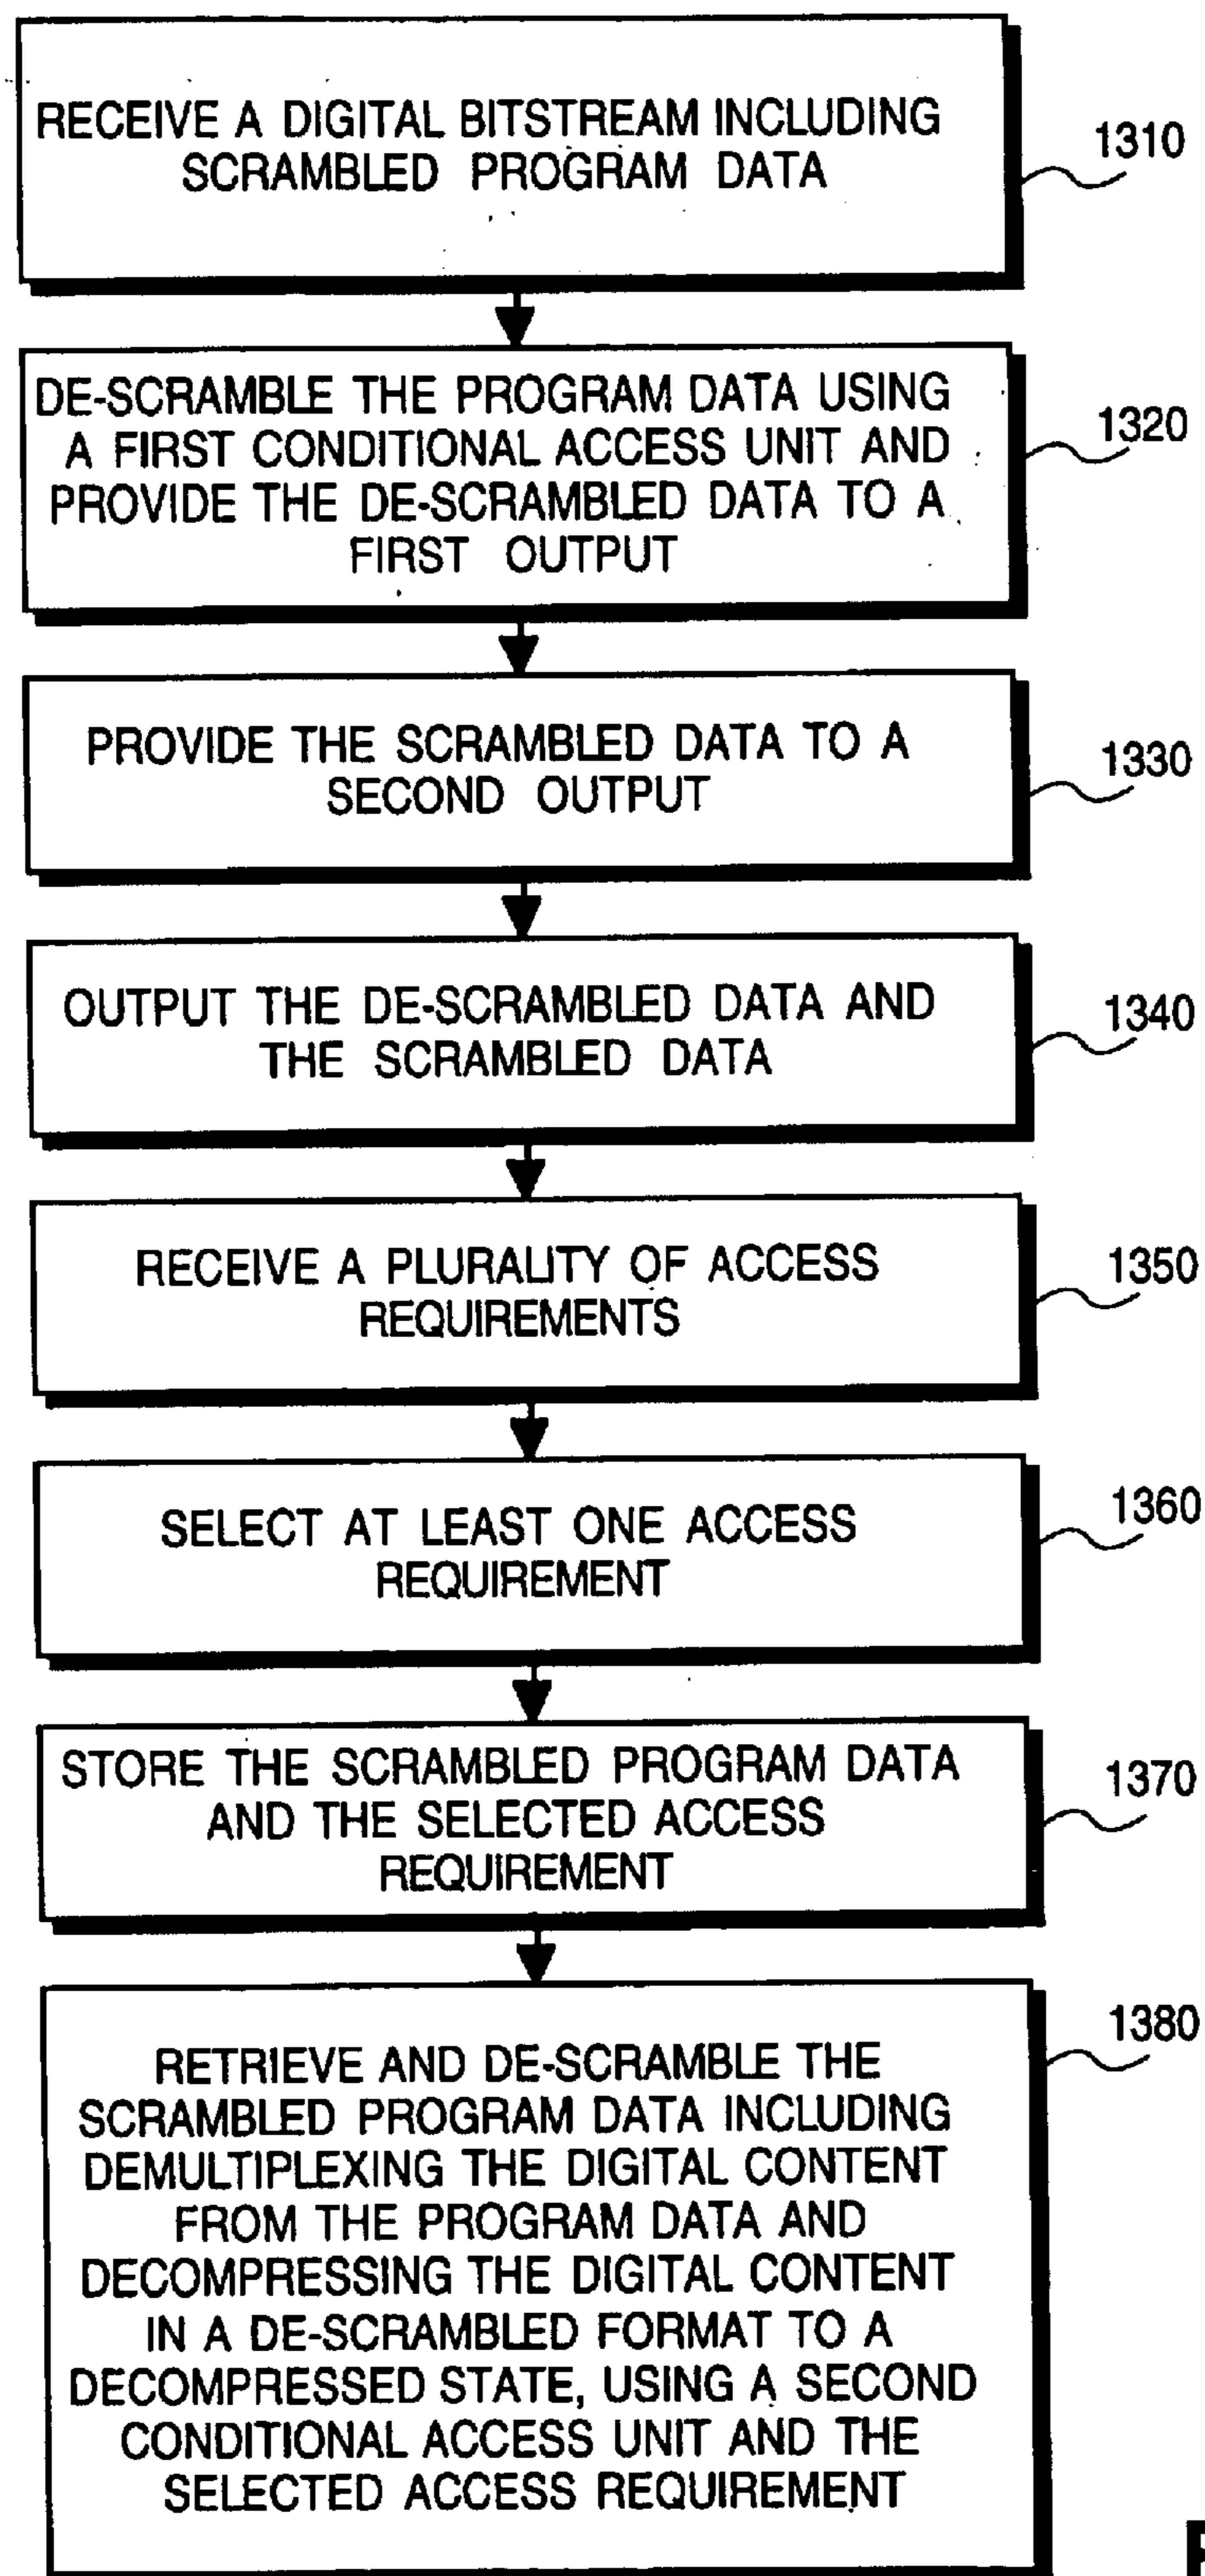 RECEIVE A DIGITAL BITSTREAM INCLUDING
SCRAMBLED PROGRAM DATA
1310
DE-SCRAMBLE THE PROGRAM DATA USING
A FIRST CONDITIONAL ACCESS UNIT AND
PROVIDE THE DE-SCRAMBLED DATA TO A
FIRST OUTPUT
1320
PROVIDE THE SCRAMBLED DATA TO A
SECOND OUTPUT
1330
OUTPUT THE DE-SCRAMBLED DATA AND
THE SCRAMBLED DATA
1340
RECEIVE A PLURALITY OF ACCESS
REQUIREMENTS
1350
SELECT AT LEAST ONE ACCESS
REQUIREMENT
1360
STORE THE SCRAMBLED PROGRAM DATA
AND THE SELECTED ACCESS
REQUIREMENT
1370
RETRIEVE AND DE-SCRAMBLE THE
SCRAMBLED PROGRAM DATA INCLUDING
DEMULTIPLEXING THE DIGITAL CONTENT
FROM THE PROGRAM DATA AND
DECOMPRESSING THE DIGITAL CONTENT
IN A DE-SCRAMBLED FORMAT TO A
DECOMPRESSED STATE, USING A SECOND
CONDITIONAL ACCESS UNIT AND THE
SELECTED ACCESS REQUIREMENT
1380